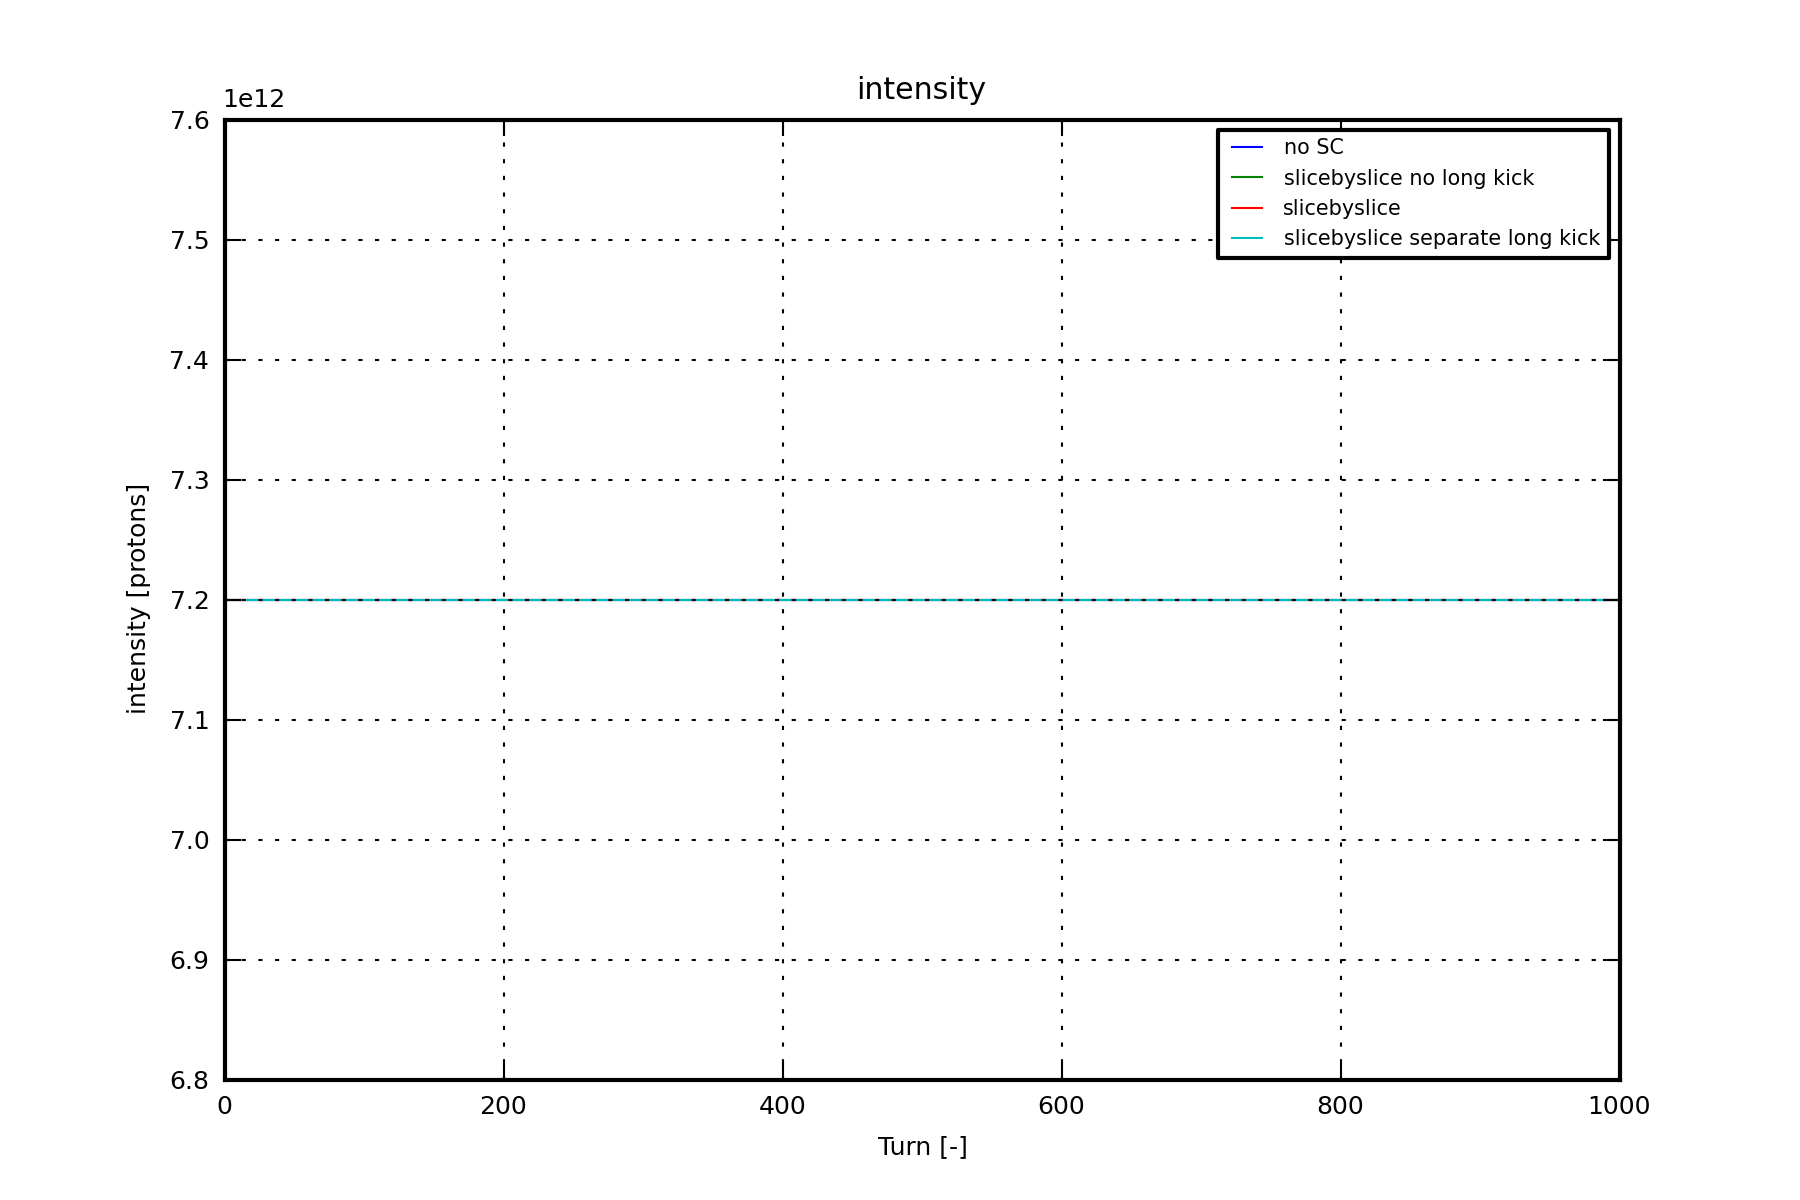 intensity
1e12
7.6
7.5
7.4
7.3
7.2
7.1
7.0
6.9
6.8
intensity [protons]
no SC
slicebyslice no long kick
slicebyslice
slicebyslice separate long kick
0 200 400 600 800 1000
Turn [-]